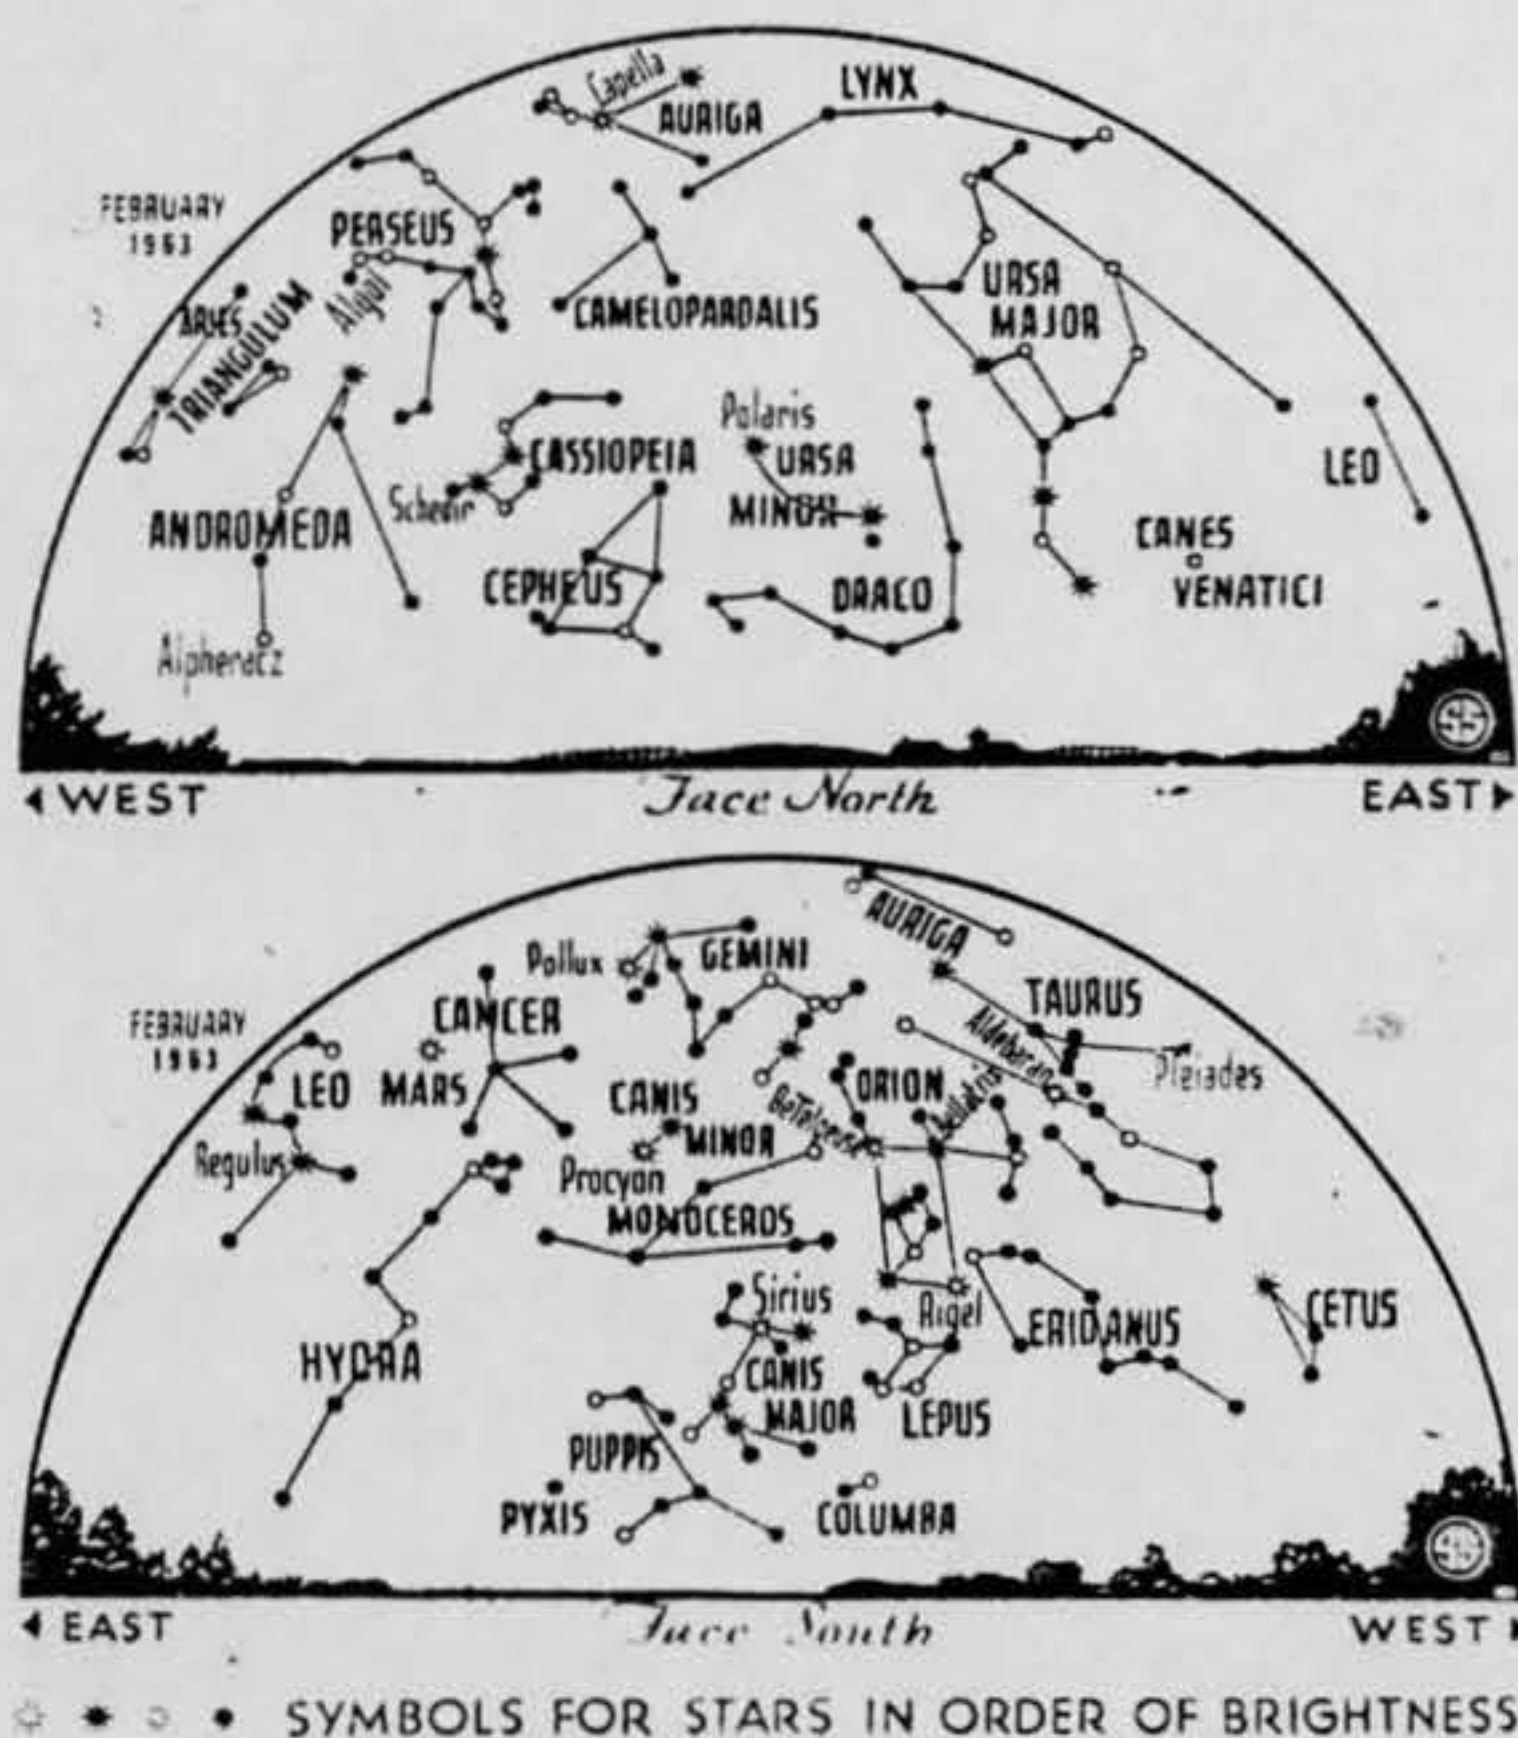 Capella
LYNX
AURIGA
FEBRUARY
1963
PERSEUS
Algol
ARIES
TRIANGULUM
CAMELOPARDALIS
URSA
MAJOR
Polaris
URSA
MINOR
CASSIOPEIA
Schedir
LEO
ANDROMEDA
CANES
VENATICI
CEPHEUS
DRACO
Alpheratz
WEST
Face North
EAST
AURIGA
Pollux
GEMINI
CANCER
TAURUS
FEBRUARY
1963
Aldebaran
Pleiades
LEO
MARS
CANIS
MINOR
ORION
Betelgeuse
Bellatrix
Regulus
Procyon
MONOCEROS
Sirius
Rigel
ERIDANUS
CETUS
HYDRA
CANIS
MAJOR
LEPUS
PUPPIS
PYXIS
COLUMBA
EAST
Face South
WEST
SYMBOLS FOR STARS IN ORDER OF BRIGHTNESS